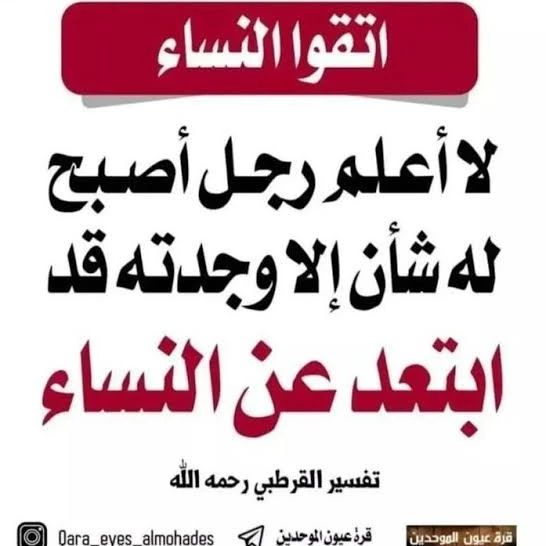 اتقوا النساء
لا أعلم رجل أصبح
له شأن إلا وجدته قد
ابتعد عن النساء
تفسير القرطبي رحمه الله
Qara_eyes_almohades قرة عيون الموحدين قرة عيون الموحدين